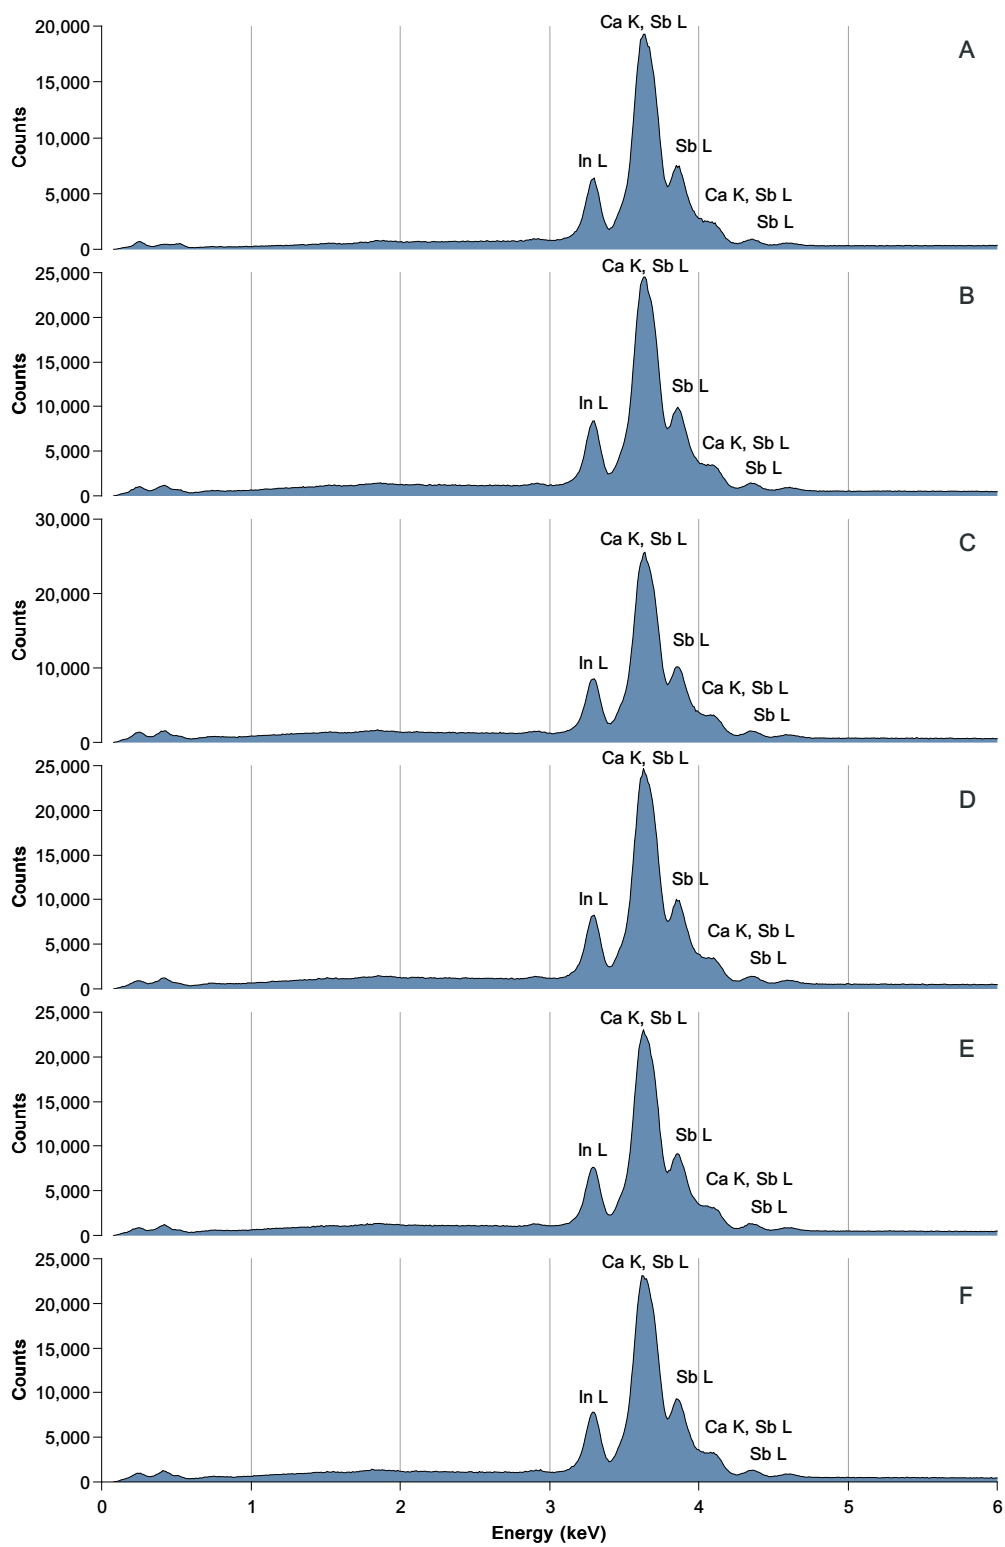 Ca K, Sb L
20,000
A
15,000
Sb L
In L
10,000
Ca K, Sb L
5,000
Sb L
0
Counts
Ca K, Sb L
25,000
B
20,000
15,000
Sb L
In L
10,000
Ca K, Sb L
5,000
Sb L
0
Counts
30,000
Ca K, Sb L
C
20,000
Sb L
In L
10,000
Ca K, Sb L
Sb L
0
Counts
Ca K, Sb L
25,000
D
20,000
15,000
Sb L
In L
10,000
Ca K, Sb L
5,000
Sb L
0
Counts
25,000
Ca K, Sb L
E
20,000
15,000
Sb L
In L
10,000
Ca K, Sb L
5,000
Sb L
0
Counts
25,000
Ca K, Sb L
F
20,000
15,000
Sb L
In L
10,000
Ca K, Sb L
5,000
Sb L
0
Counts
0 1 2 3 4 5 6
Energy (keV)